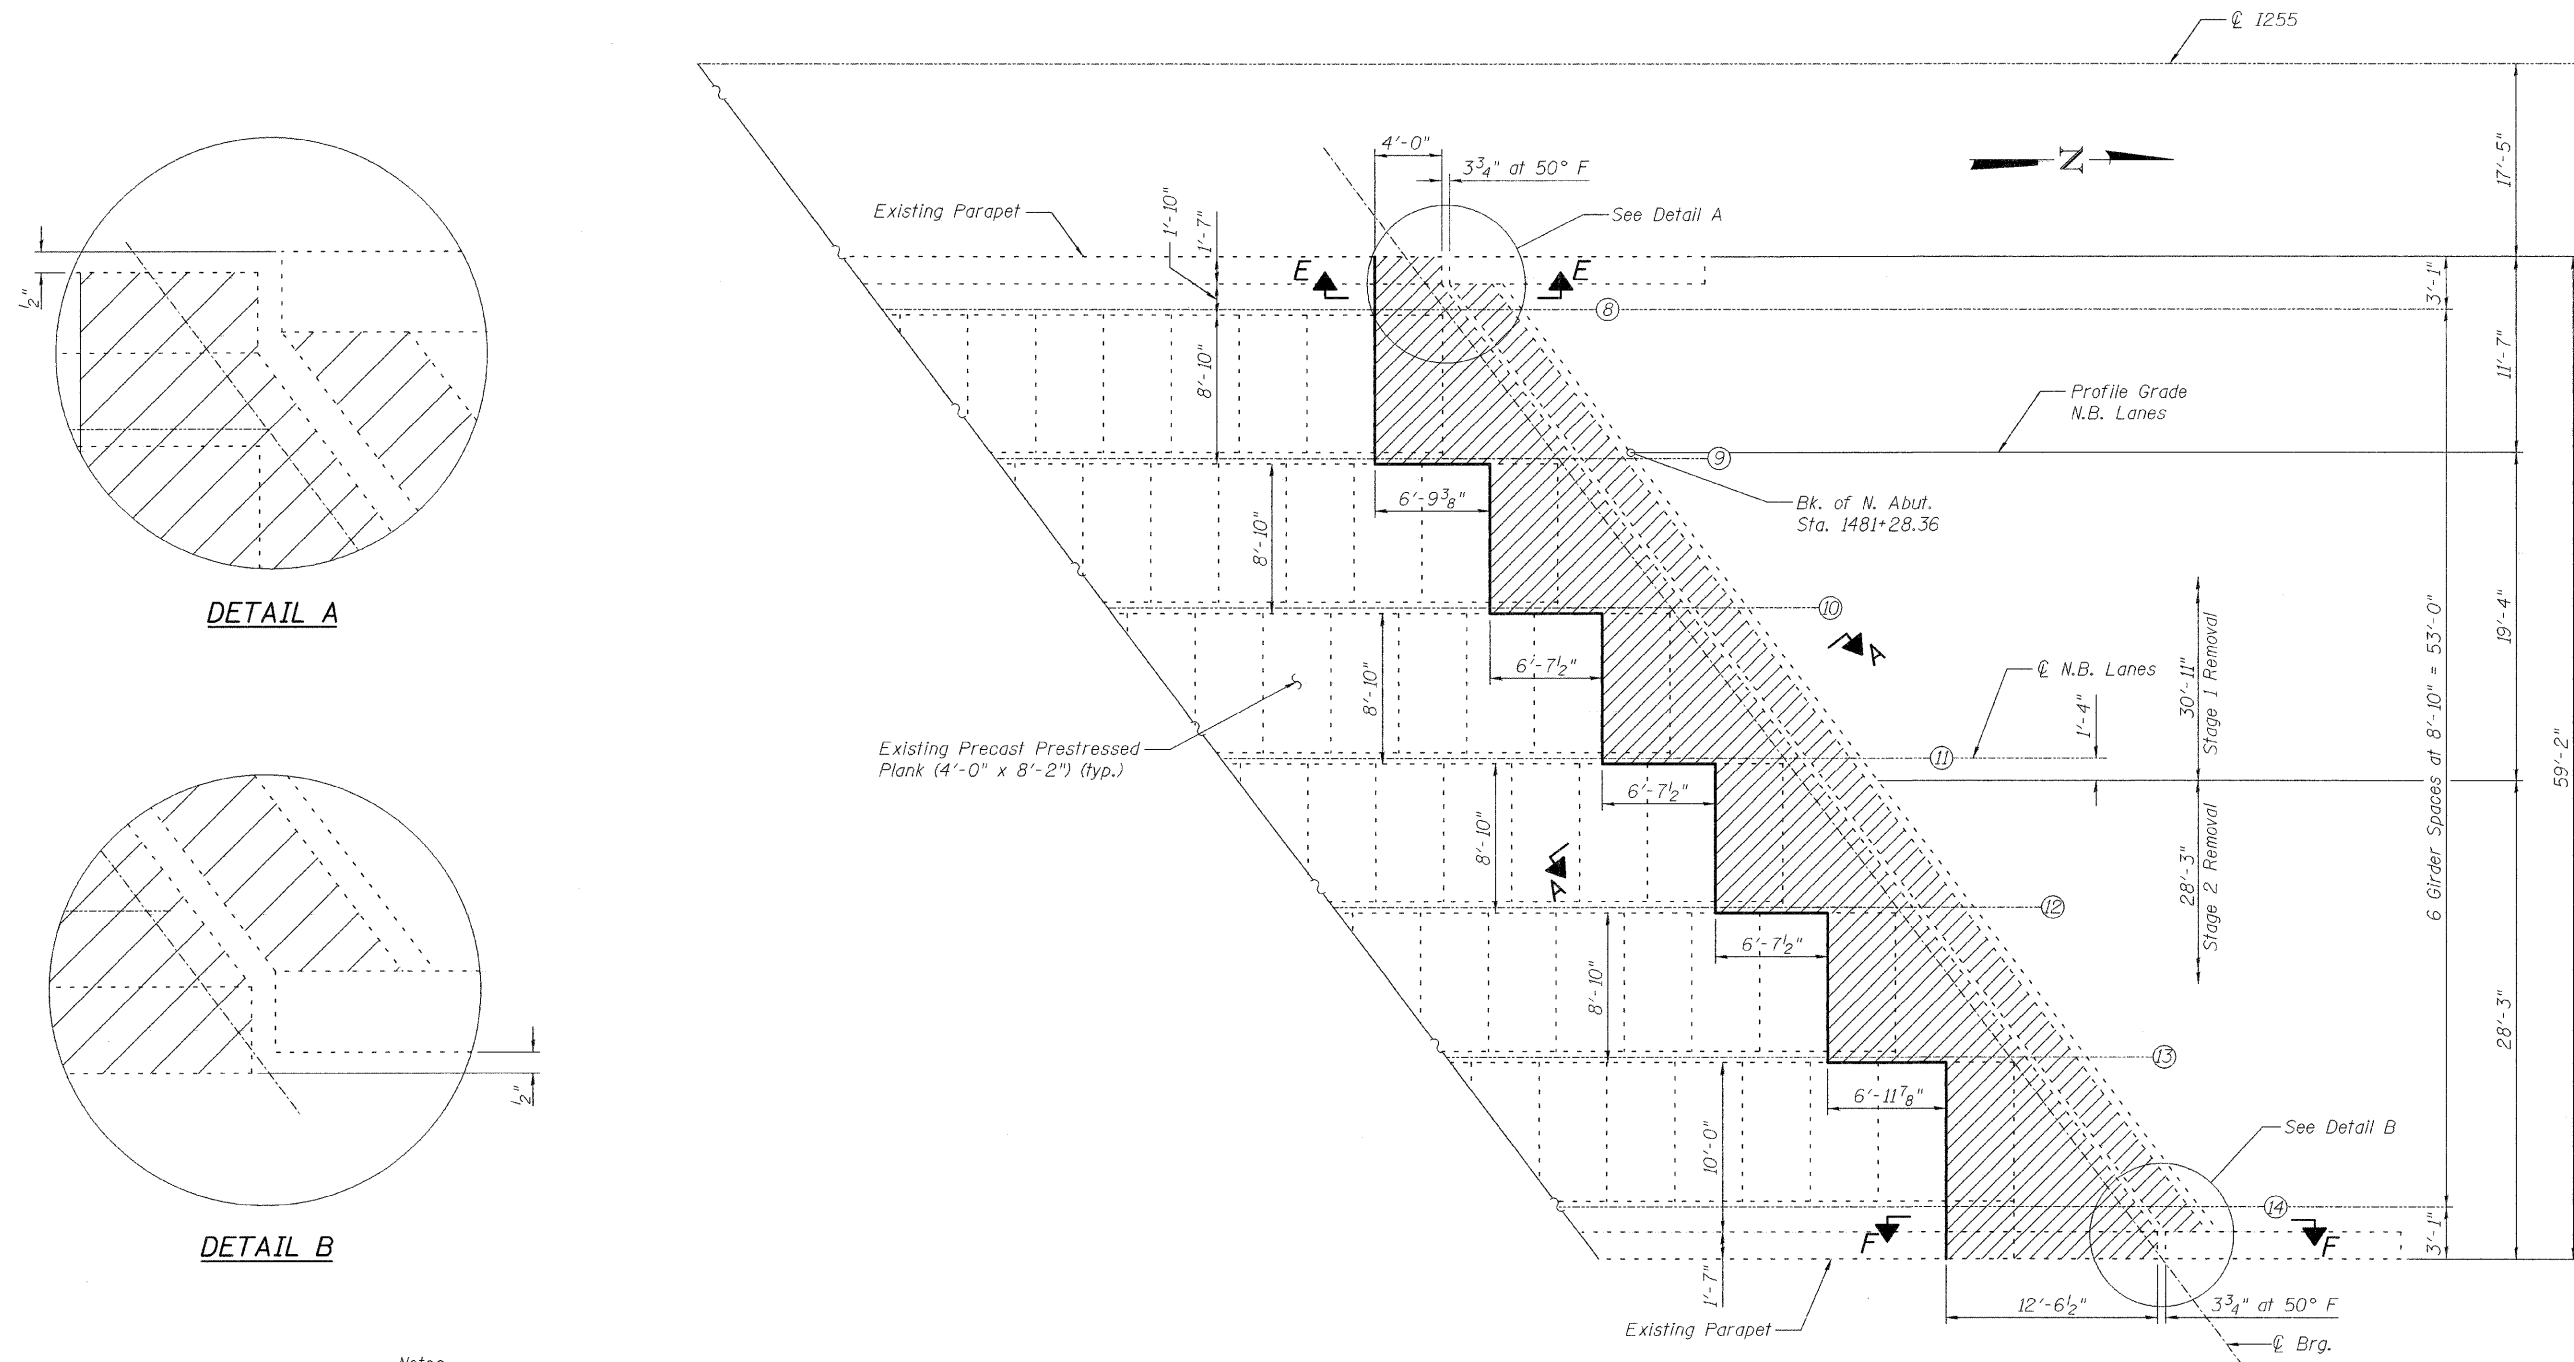 ℄ I255
17'-5"
N
4'-0"
3¾" at 50° F
Existing Parapet
1'-10"
1'-7"
See Detail A
E
E
8
3'-1"
½"
8'-10"
11'-7"
Profile Grade
N.B. Lanes
9
6'-9⅜"
Bk. of N. Abut.
Sta. 1481+28.36
8'-10"
DETAIL A
10
A
6'-7½"
8'-10"
19'-4"
30'-11"
Stage 1 Removal
℄ N.B. Lanes
1'-4"
6 Girder Spaces at 8'-10" = 53'-0"
59'-2"
Existing Precast Prestressed
Plank (4'-0" x 8'-2") (typ.)
11
6'-7½"
8'-10"
A
28'-3"
Stage 2 Removal
12
6'-7½"
8'-10"
28'-3"
13
½"
6'-11⅞"
See Detail B
10'-0"
DETAIL B
14
F
F
3'-1"
1'-7"
12'-6½"
3¾" at 50° F
Existing Parapet
℄ Brg.
Notes